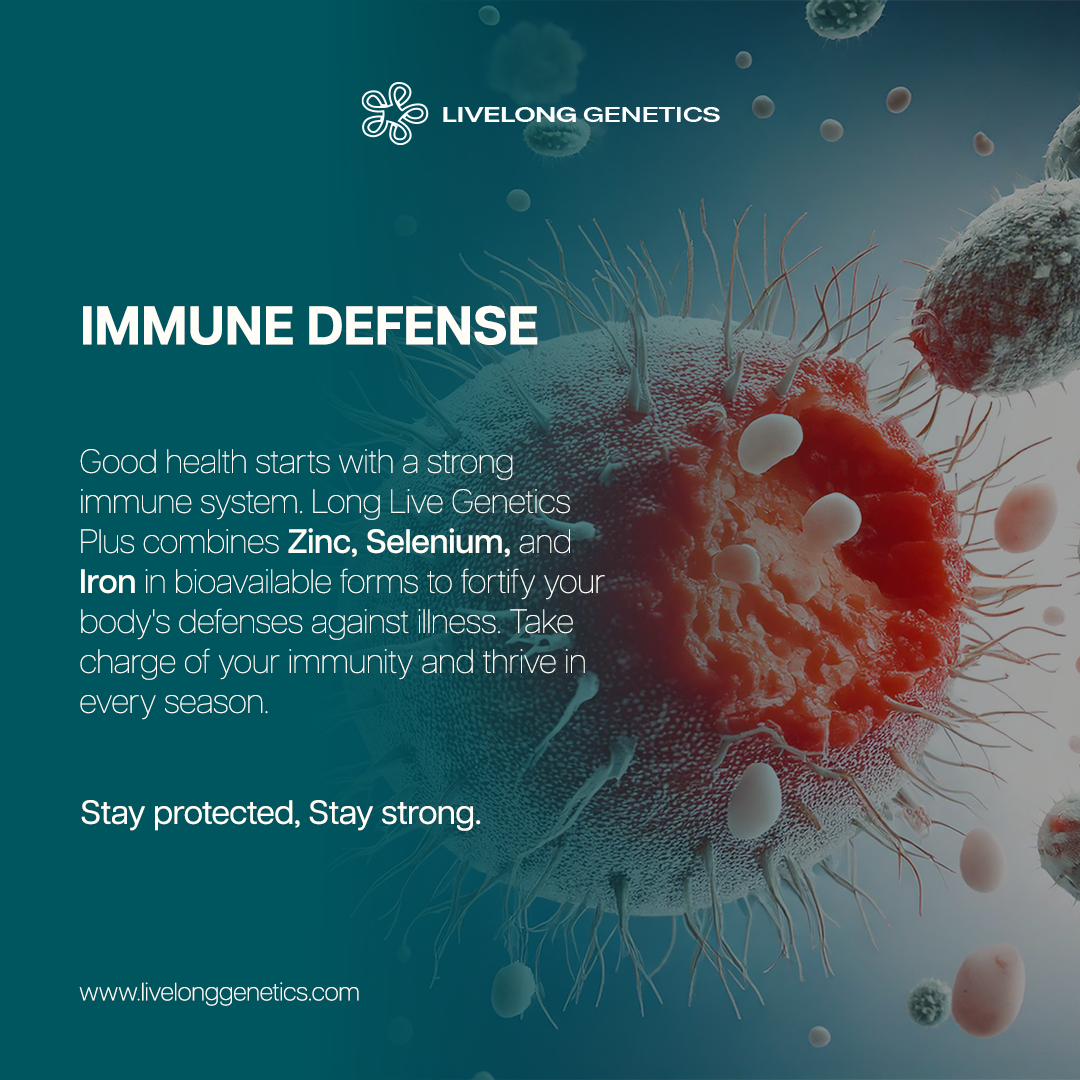 LIVELONG GENETICS
IMMUNE DEFENSE
Good health starts with a strong
immune system. Long Live Genetics
Plus combines Zinc, Selenium, and
Iron in bioavailable forms to fortify your
body's defenses against illness. Take
charge of your immunity and thrive in
every season.
Stay protected, Stay strong.
www.livelonggenetics.com